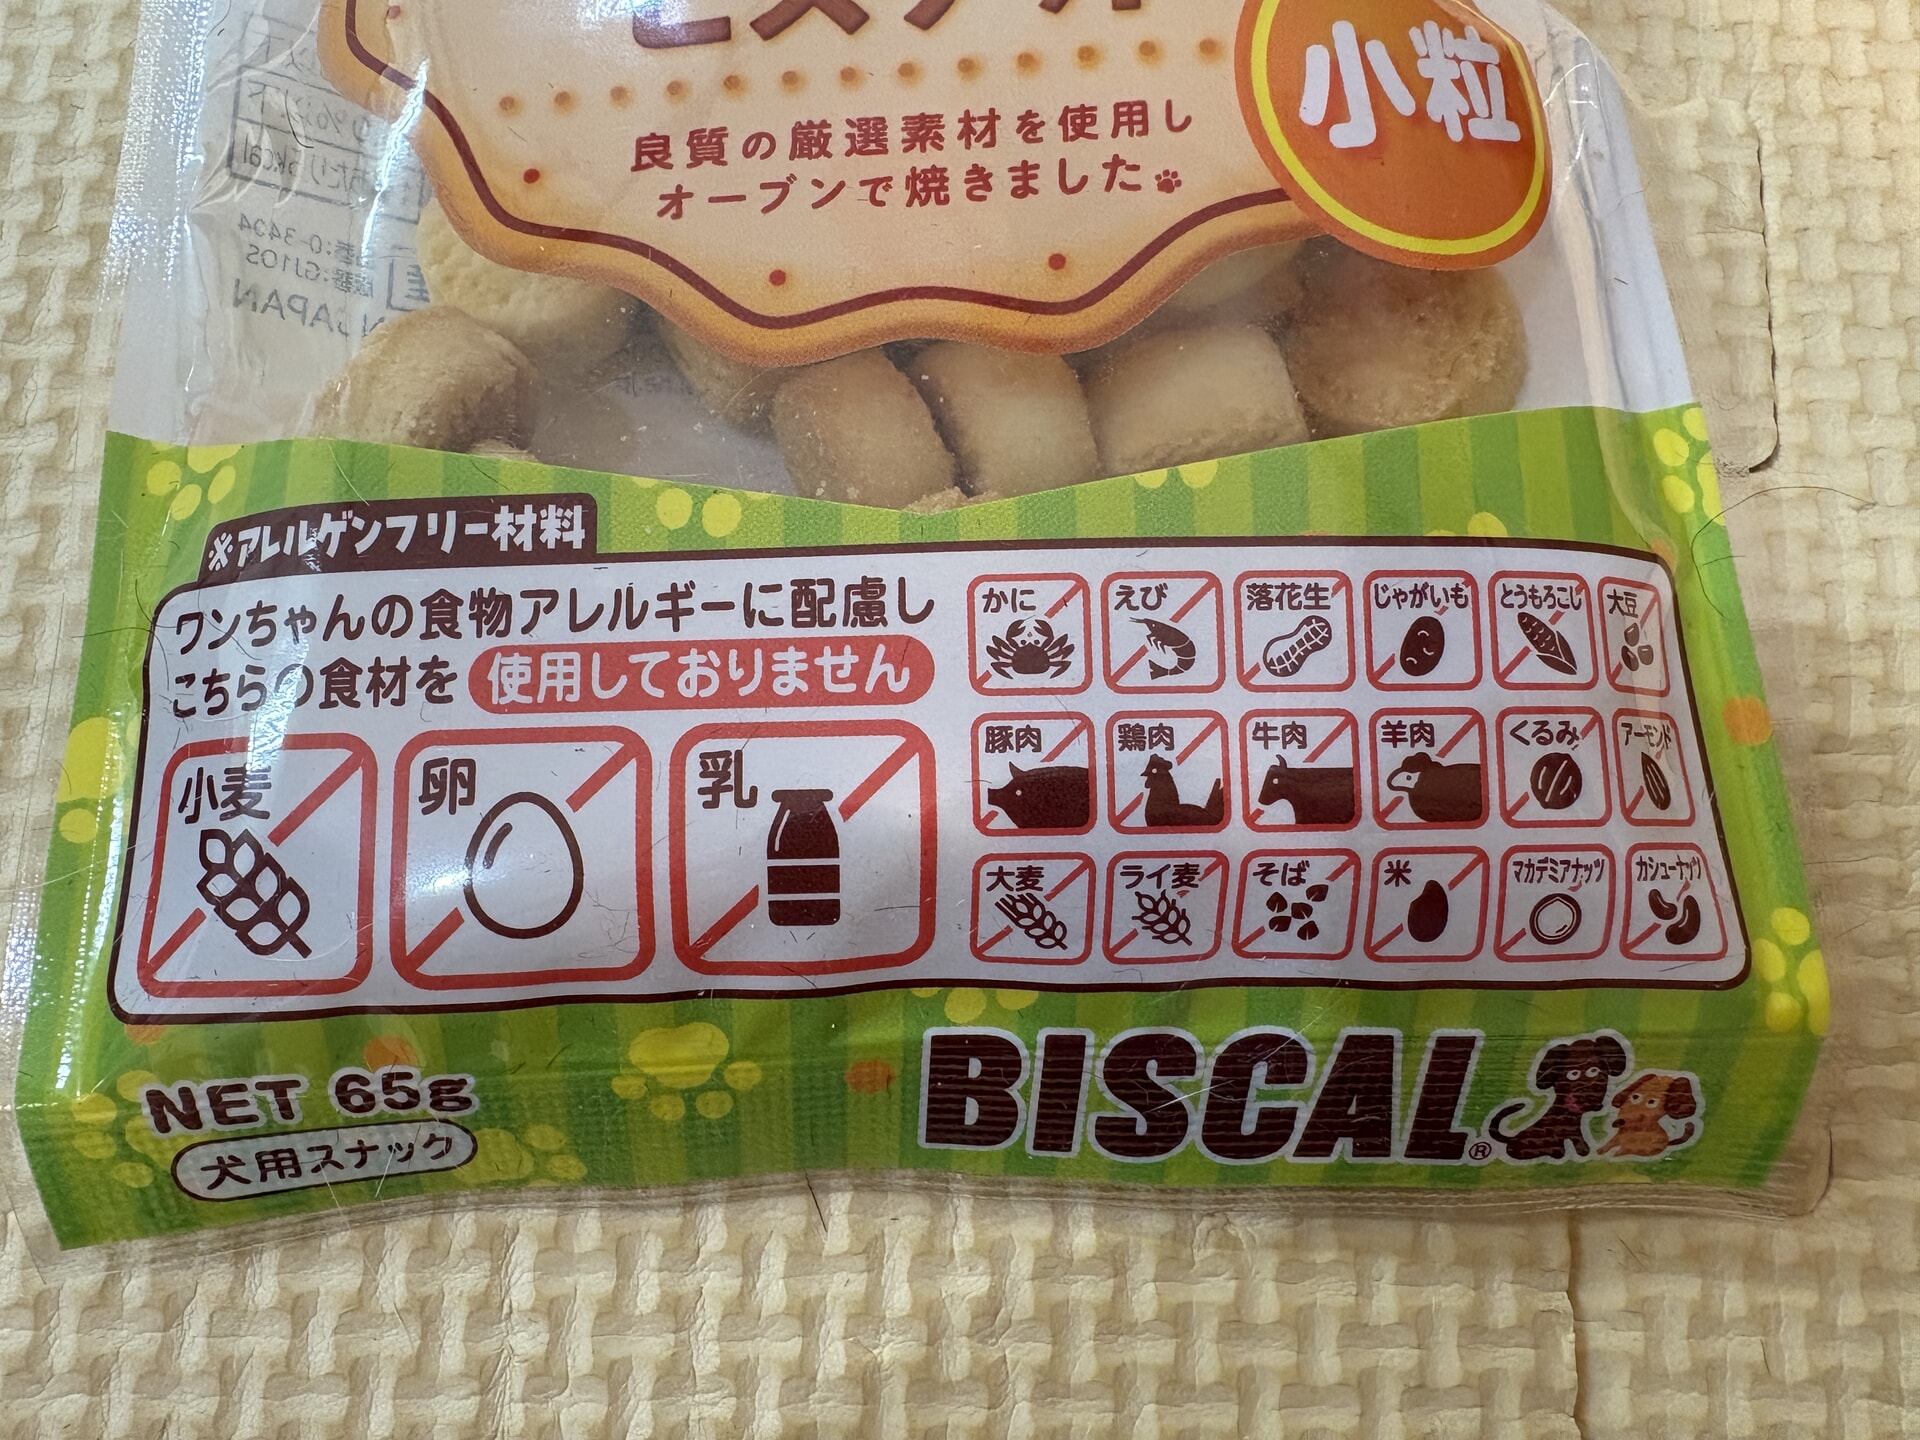 ビスカル
小粒
良質の厳選素材を使用し
オーブンで焼きました
※アレルゲンフリー材料
ワンちゃんの食物アレルギーに配慮し
こちらの食材を 使用しておりません
小麦 卵 乳
かに えび 落花生 じゃがいも とうもろこし 大豆
豚肉 鶏肉 牛肉 羊肉 くるみ アーモンド
大麦 ライ麦 そば 米 マカデミアナッツ カシューナッツ
NET 65g
犬用スナック
BISCAL®